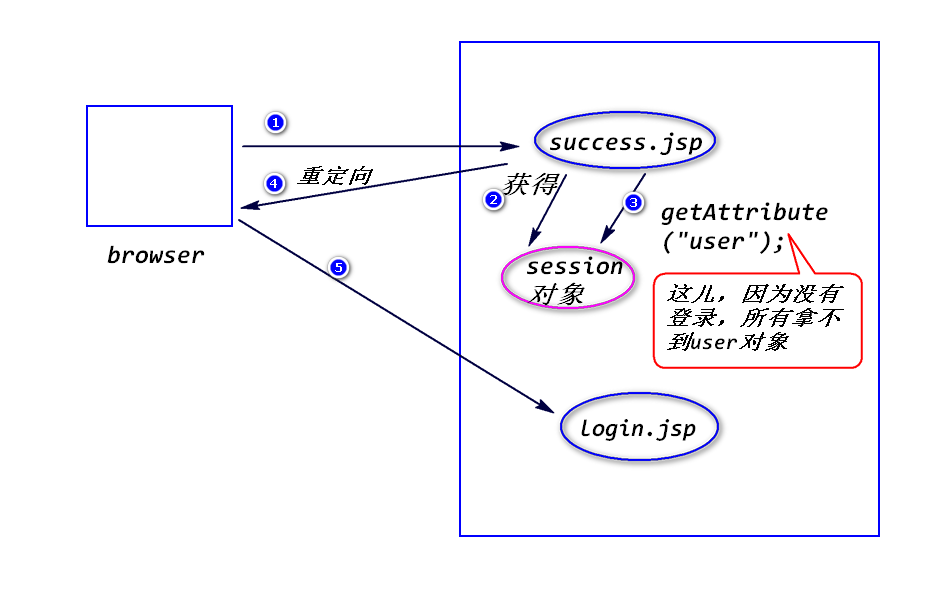 1
success.jsp
4
重定向
获得
2
3
getAttribute
("user");
browser
session
对象
5
这儿，因为没有
登录，所有拿不
到user对象
login.jsp